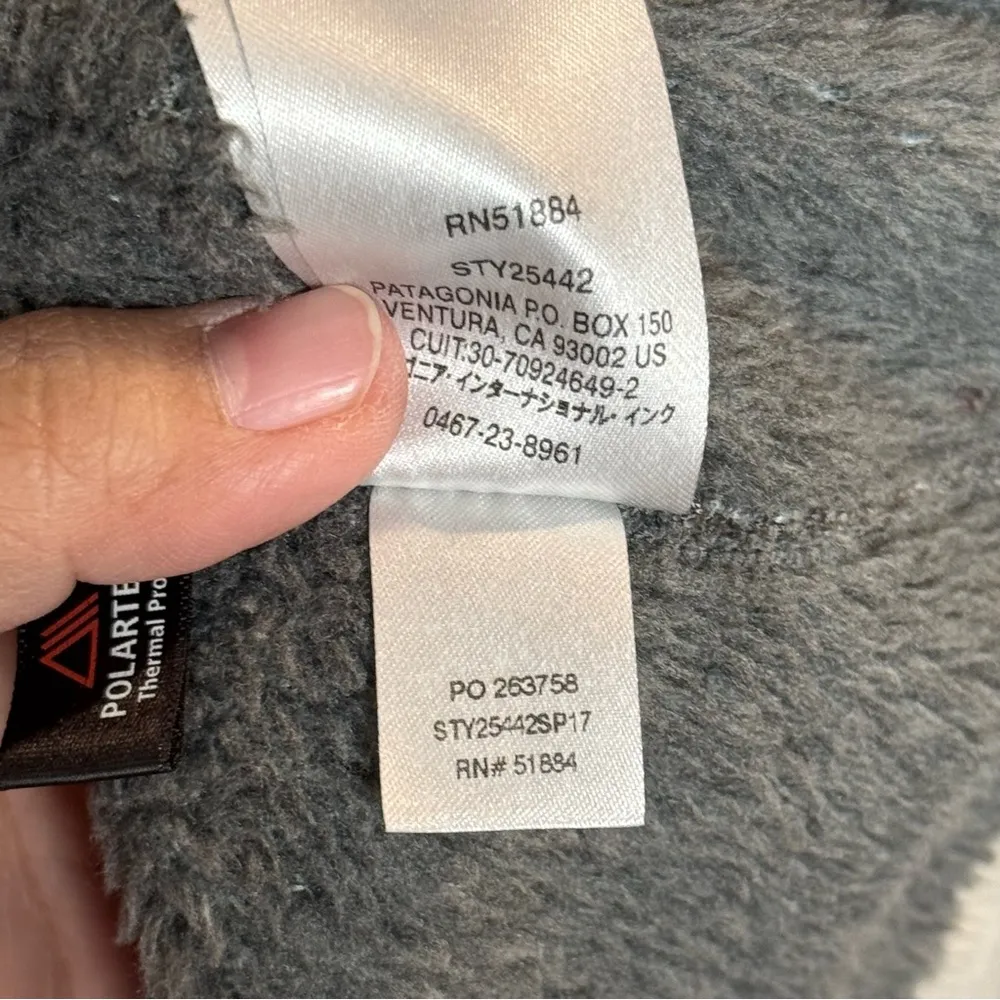 RN51884
STY25442
PATAGONIA P.O. BOX 150
VENTURA, CA 93002 US
CUIT:30-70924649-2
ニア・インターナショナル・インク
0467-23-8961
PO 263758
STY25442SP17
RN# 51884
POLARTE
Thermal Pro